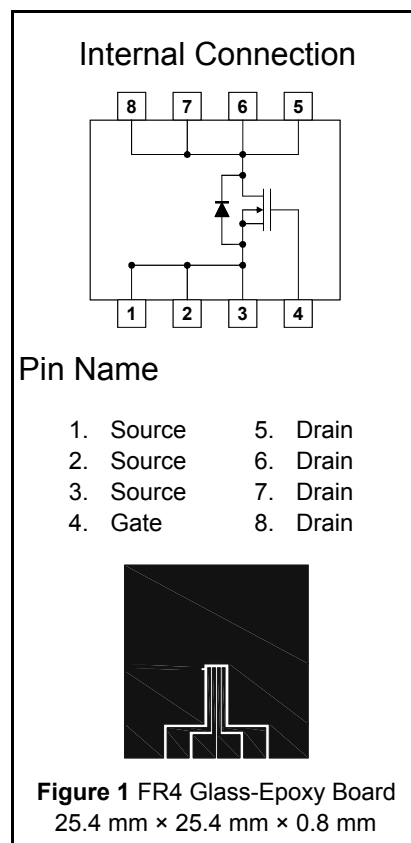 Internal Connection
8 7 6 5
1 2 3 4
Pin Name
1. Source 5. Drain
2. Source 6. Drain
3. Source 7. Drain
4. Gate 8. Drain
Figure 1 FR4 Glass-Epoxy Board
25.4 mm × 25.4 mm × 0.8 mm